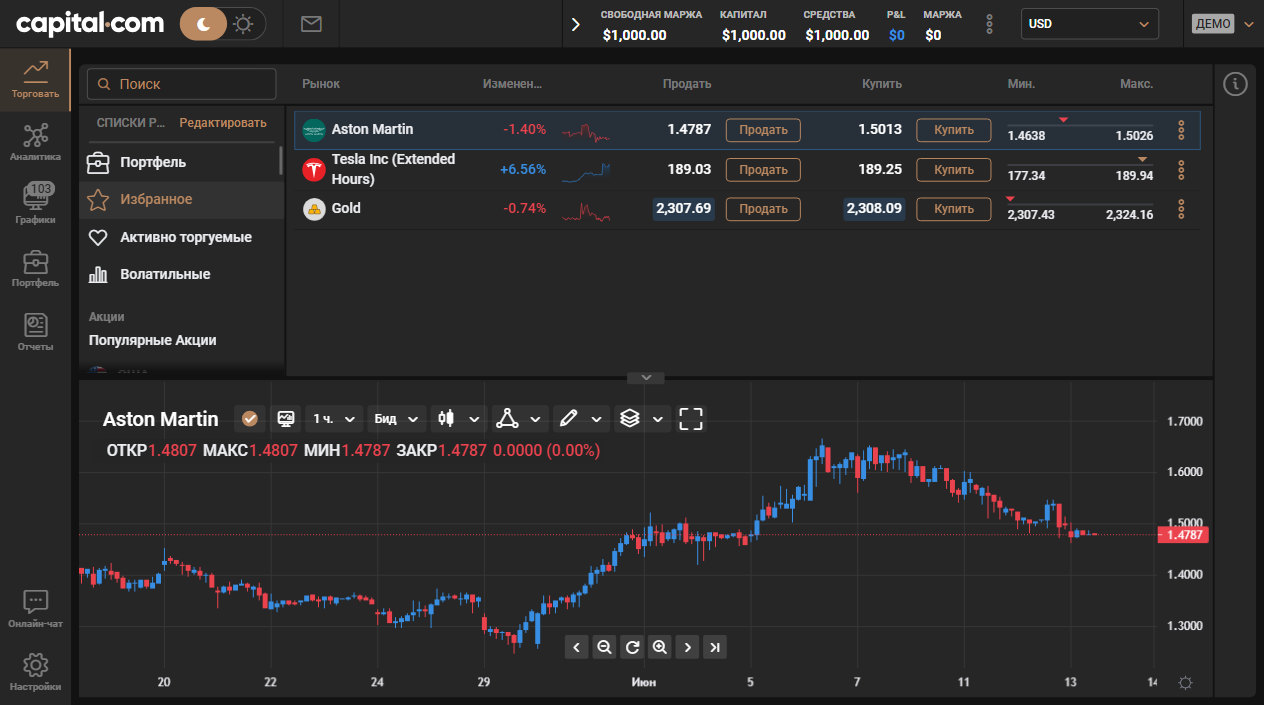 capital.com
СВОБОДНАЯ МАРЖА КАПИТАЛ СРЕДСТВА P&L МАРЖА
$1,000.00 $1,000.00 $1,000.00 $0 $0
USD
ДЕМО
Торговать
Аналитика
103
Графики
Портфель
Отчеты
Онлайн-чат
Настройки
Поиск
СПИСКИ Р... Редактировать
Портфель
Избранное
Активно торгуемые
Волатильные
Акции
Популярные Акции
Рынок Изменен... Продать Купить Мин. Макс.
Aston Martin -1.40% 1.4787 Продать 1.5013 Купить 1.4638 1.5026
Tesla Inc (Extended
Hours) +6.56% 189.03 Продать 189.25 Купить 177.34 189.94
Gold -0.74% 2,307.69 Продать 2,308.09 Купить 2,307.43 2,324.16
Aston Martin 1 ч. Бид
ОТКР1.4807 МАКС1.4807 МИН1.4787 ЗАКР1.4787 0.0000 (0.00%)
1.7000
1.6000
1.5000
1.4787
1.4000
1.3000
20 22 24 29 Июн 5 7 11 13 14